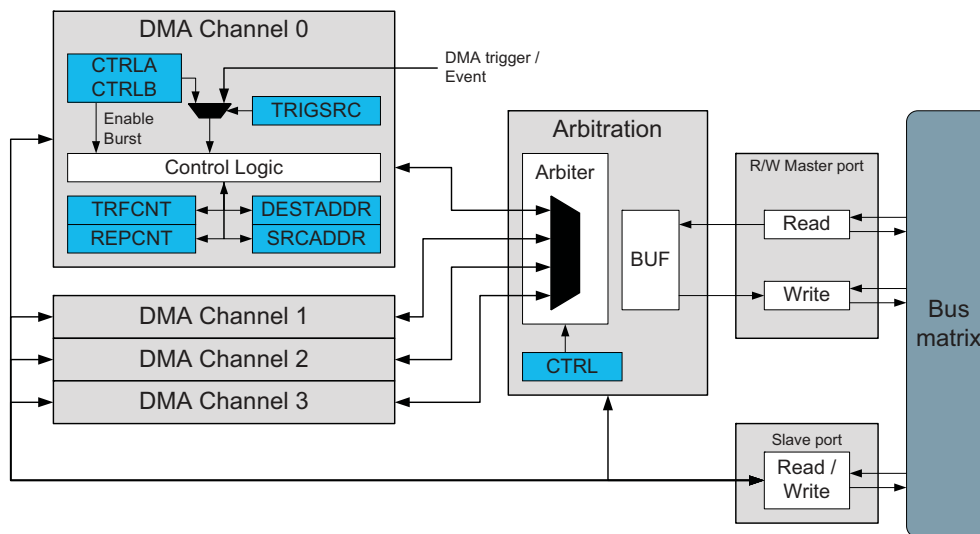 DMA Channel 0
CTRLA
CTRLB
DMA trigger /
Event
TRIGSRC
Enable
Burst
Control Logic
TRFCNT
DESTADDR
REPCNT
SRCADDR
DMA Channel 1
DMA Channel 2
DMA Channel 3
Arbitration
Arbiter
BUF
CTRL
R/W Master port
Read
Write
Slave port
Read /
Write
Bus
matrix